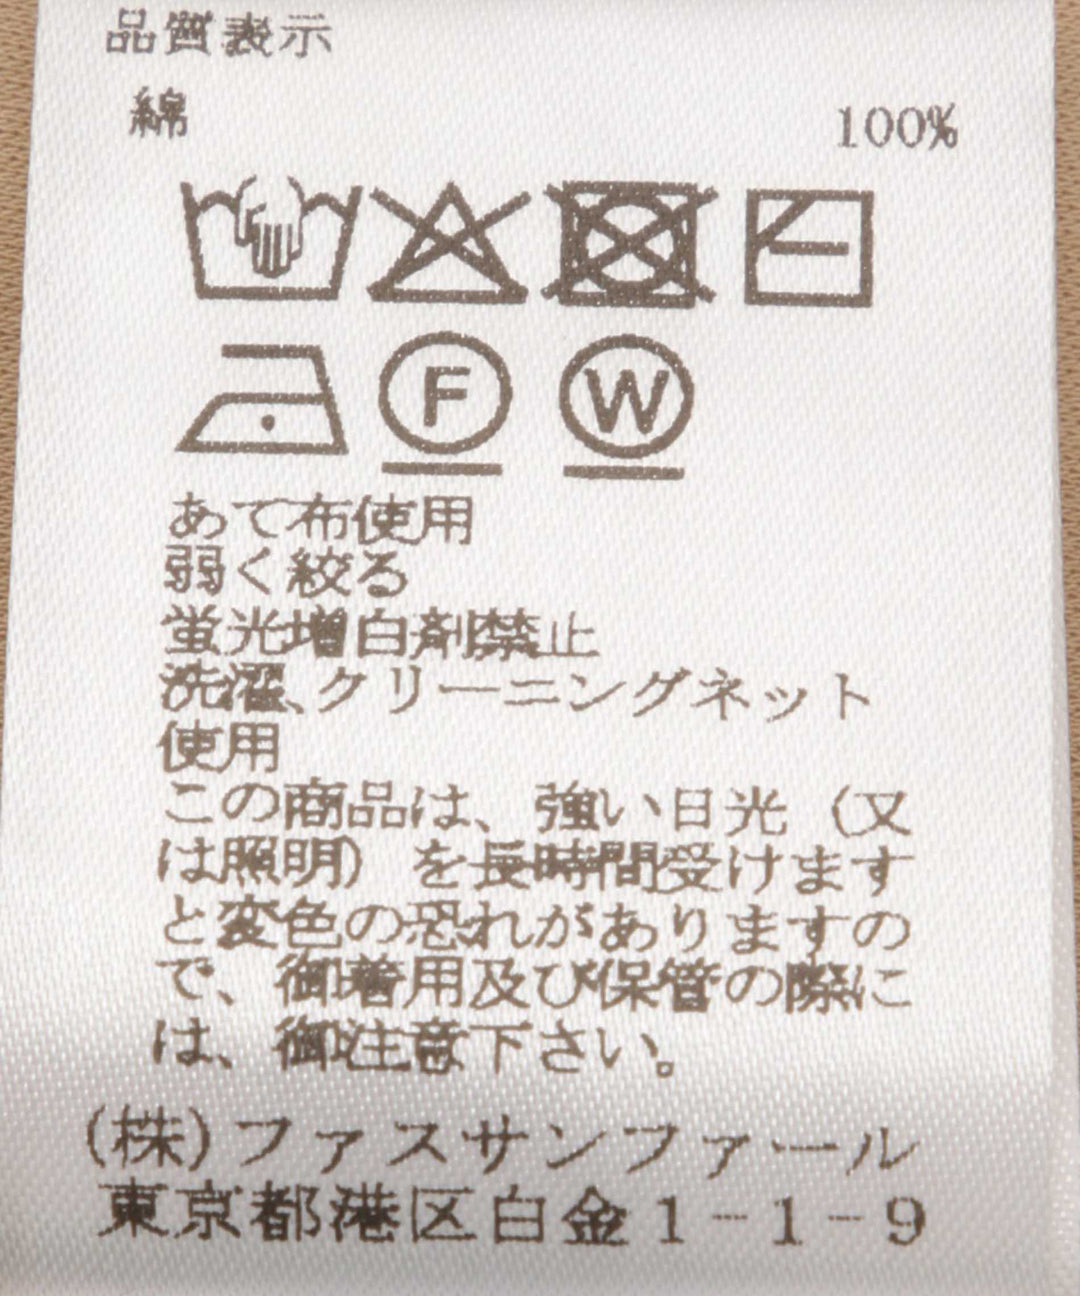 品質表示
綿 100%
F W
あて布使用
弱く絞る
蛍光増白剤禁止
洗濯、クリーニングネット
使用
この商品は、強い日光（又
は照明）を長時間受けます
と変色の恐れがありますの
で、御着用及び保管の際に
は、御注意下さい。
(株)ファスサンファール
東京都港区白金1-1-9